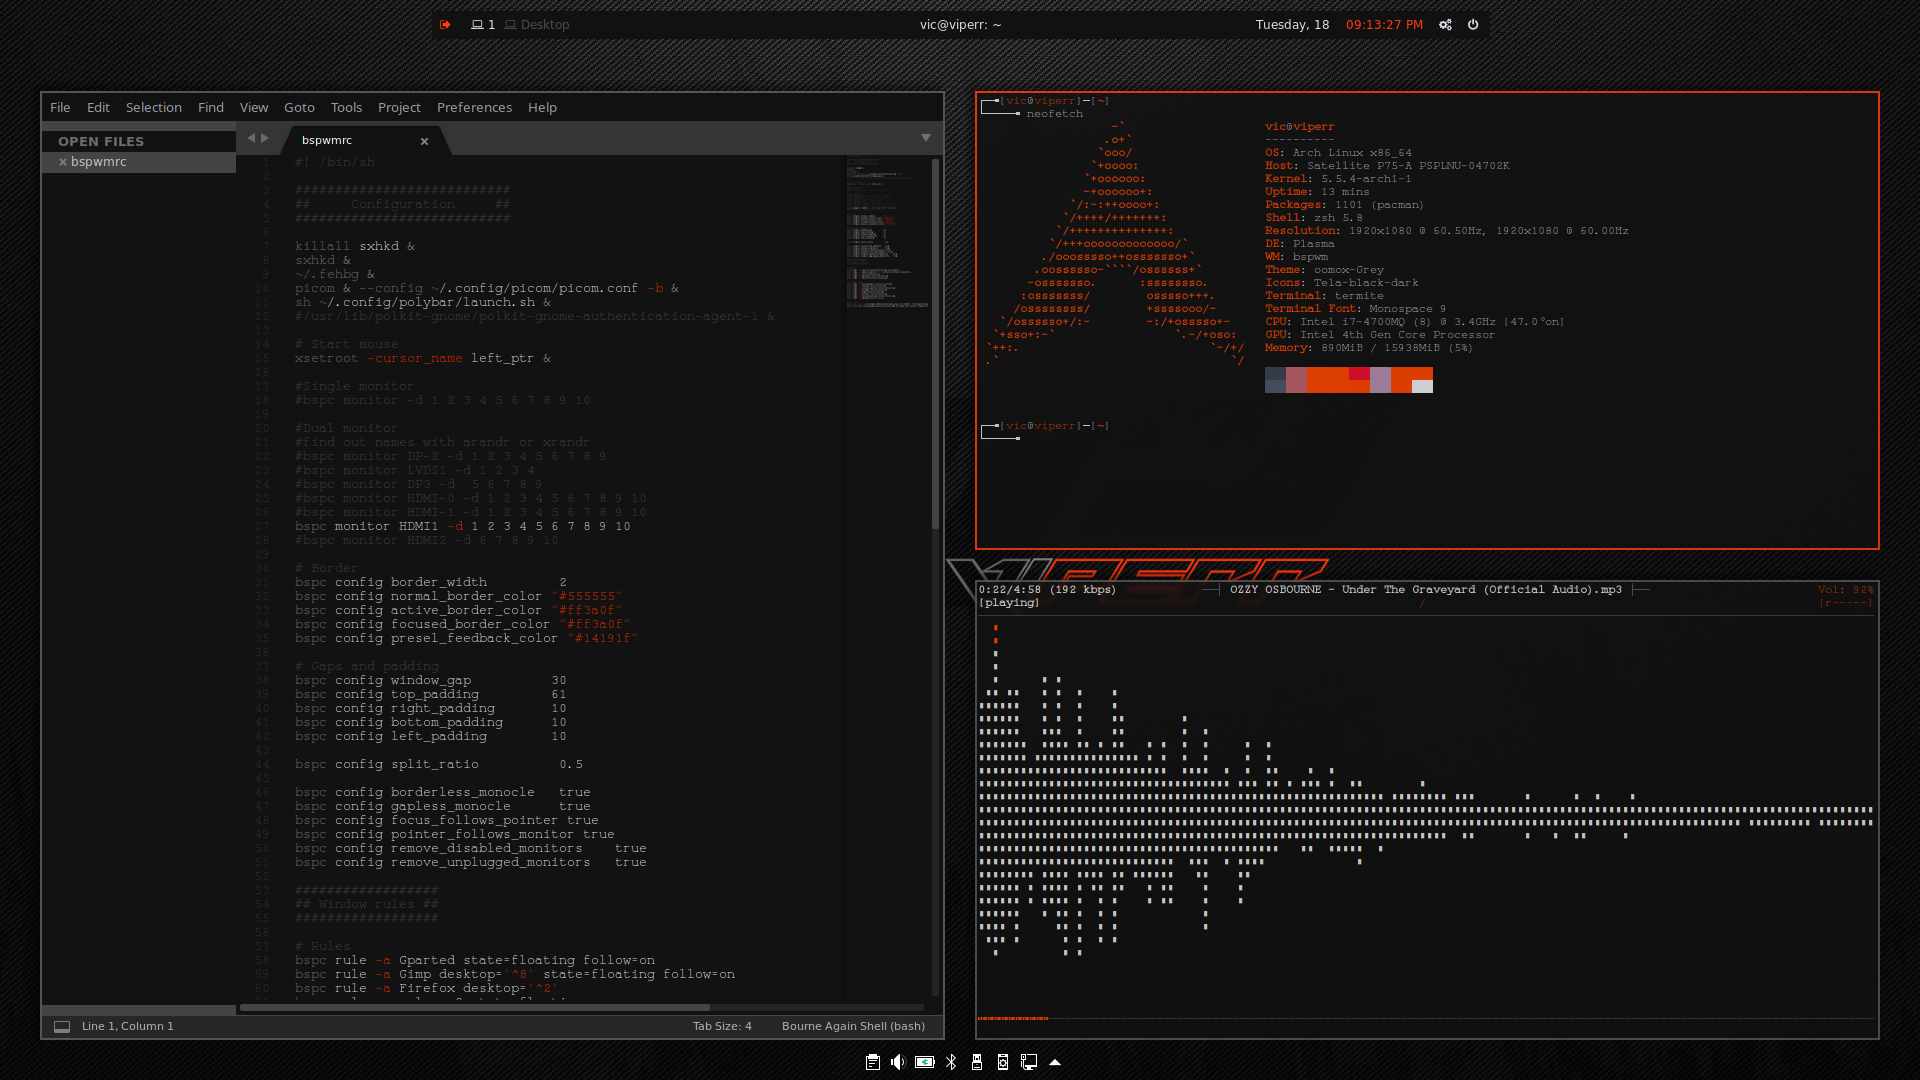 1 Desktop
vic@viperr: ~
Tuesday, 18 09:13:27 PM
File Edit Selection Find View Goto Tools Project Preferences Help
OPEN FILES
bspwmrc
bspwmrc
1 #! /bin/sh
2
3 ###########################
4 ##     Configuration     ##
5 ###########################
6
7 killall sxhkd &
8 sxhkd &
9 ~/.fehbg &
10 picom & --config ~/.config/picom/picom.conf -b &
11 sh ~/.config/polybar/launch.sh &
12 #/usr/lib/polkit-gnome/polkit-gnome-authentication-agent-1 &
13
14 # Start mouse
15 xsetroot -cursor_name left_ptr &
16
17 #Single monitor
18 #bspc monitor -d 1 2 3 4 5 6 7 8 9 10
19
20 #Dual monitor
21 #find out names with arandr or xrandr
22 #bspc monitor DP-2 -d 1 2 3 4 5 6 7 8 9
23 #bspc monitor LVDS1 -d 1 2 3 4
24 #bspc monitor DP3 -d  5 6 7 8 9
25 #bspc monitor HDMI-0 -d 1 2 3 4 5 6 7 8 9 10
26 #bspc monitor HDMI-1 -d 1 2 3 4 5 6 7 8 9 10
27 bspc monitor HDMI1 -d 1 2 3 4 5 6 7 8 9 10
28 #bspc monitor HDMI2 -d 6 7 8 9 10
29
30 # Border
31 bspc config border_width         2
32 bspc config normal_border_color "#555555"
33 bspc config active_border_color "#ff3a0f"
34 bspc config focused_border_color "#ff3a0f"
35 bspc config presel_feedback_color "#14191f"
36
37 # Gaps and padding
38 bspc config window_gap          30
39 bspc config top_padding         61
40 bspc config right_padding       10
41 bspc config bottom_padding      10
42 bspc config left_padding        10
43
44 bspc config split_ratio          0.5
45
46 bspc config borderless_monocle   true
47 bspc config gapless_monocle      true
48 bspc config focus_follows_pointer true
49 bspc config pointer_follows_monitor true
50 bspc config remove_disabled_monitors    true
51 bspc config remove_unplugged_monitors   true
52
53 ##################
54 ## Window rules ##
55 ##################
56
57 # Rules
58 bspc rule -a Gparted state=floating follow=on
59 bspc rule -a Gimp desktop='^8' state=floating follow=on
60 bspc rule -a Firefox desktop='^2'
Line 1, Column 1 Tab Size: 4 Bourne Again Shell (bash)
[vic@viperr]-[~]
neofetch
vic@viperr
----------
OS: Arch Linux x86_64
Host: Satellite P75-A PSPLNU-04702K
Kernel: 5.5.4-arch1-1
Uptime: 13 mins
Packages: 1101 (pacman)
Shell: zsh 5.8
Resolution: 1920x1080 @ 60.50Hz, 1920x1080 @ 60.00Hz
DE: Plasma
WM: bspwm
Theme: oomox-Grey
Icons: Tela-black-dark
Terminal: termite
Terminal Font: Monospace 9
CPU: Intel i7-4700MQ (8) @ 3.4GHz [47.0°on]
GPU: Intel 4th Gen Core Processor
Memory: 890MiB / 15938MiB (5%)
[vic@viperr]-[~]
VIPERR
0:22/4:58 (192 kbps) OZZY OSBOURNE - Under The Graveyard (Official Audio).mp3 Vol: 92%
[playing] / [r-----]